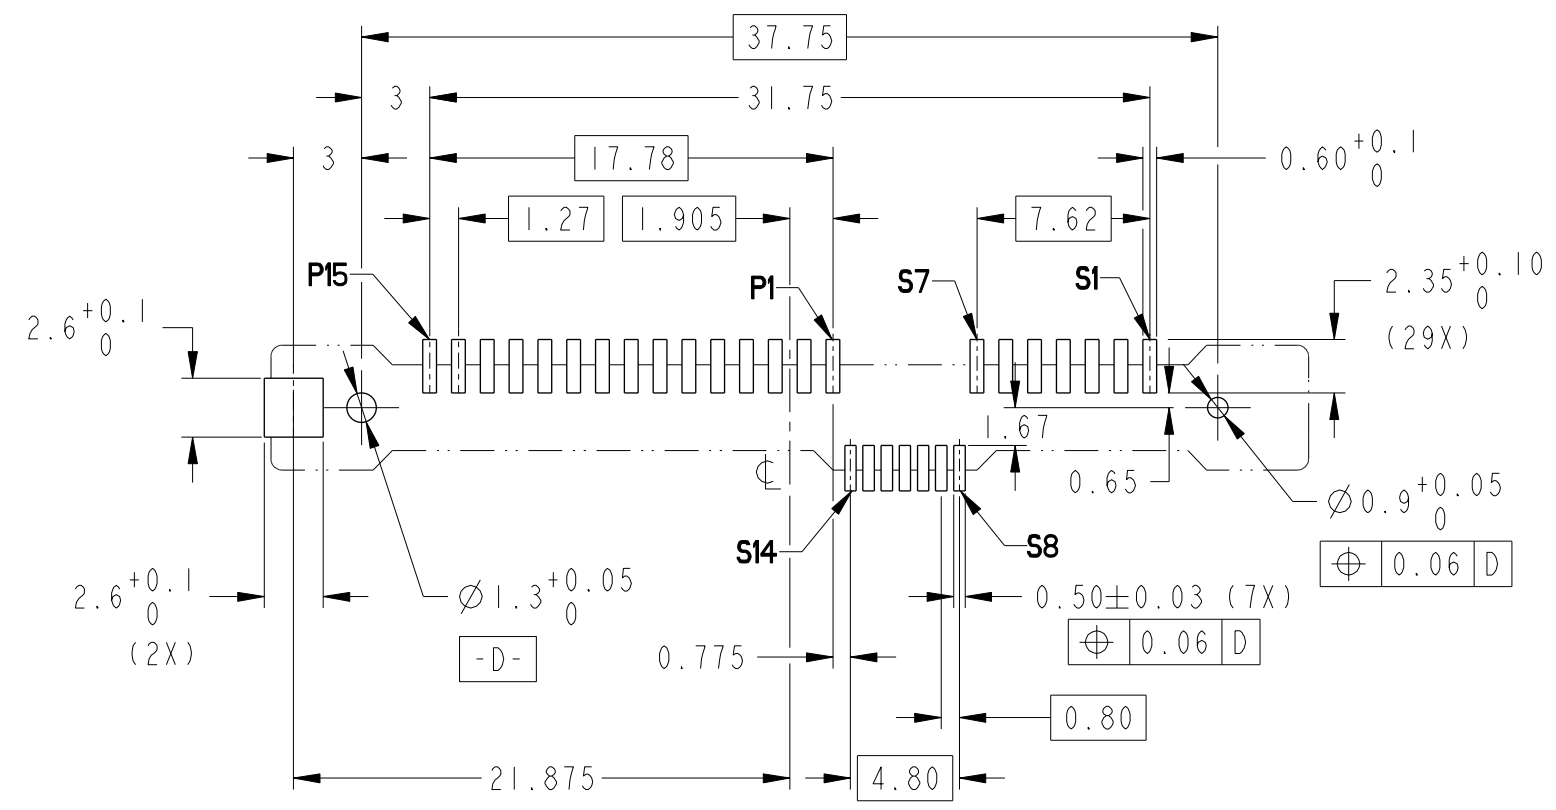 37.75
3
31.75
3
17.78
0.60 +0.1
0
1.27
1.905
7.62
P15
P1
S7
S1
2.35 +0.10
0
(29X)
2.6 +0.1
0
1.67
0.65
℄
Ø0.9 +0.05
0
⌖ 0.06 D
S14
S8
2.6 +0.1
0
(2X)
Ø1.3 +0.05
0
-D-
0.50±0.03 (7X)
⌖ 0.06 D
0.775
0.80
21.875
4.80